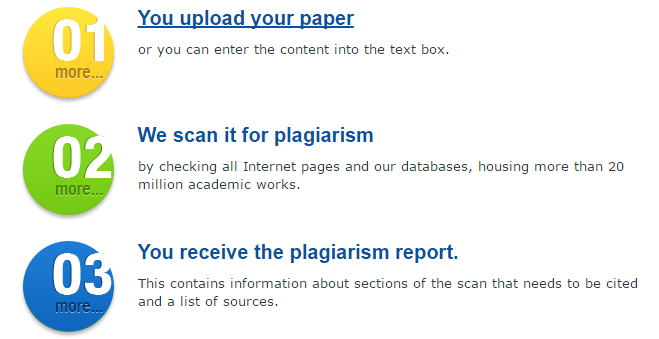 01
more...
You upload your paper
or you can enter the content into the text box.
02
more...
We scan it for plagiarism
by checking all Internet pages and our databases, housing more than 20
million academic works.
03
more...
You receive the plagiarism report.
This contains information about sections of the scan that needs to be cited
and a list of sources.